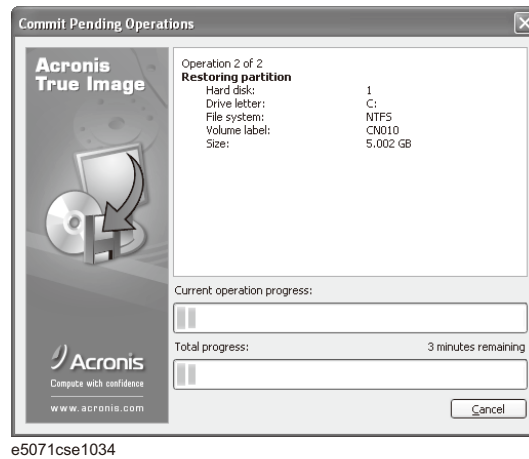 Commit Pending Operations
Acronis
True Image
Operation 2 of 2
Restoring partition
Hard disk: 1
Drive letter: C:
File system: NTFS
Volume label: CN010
Size: 5.002 GB
Current operation progress:
Total progress: 3 minutes remaining
Acronis
Compute with confidence
www.acronis.com
Cancel
e5071cse1034